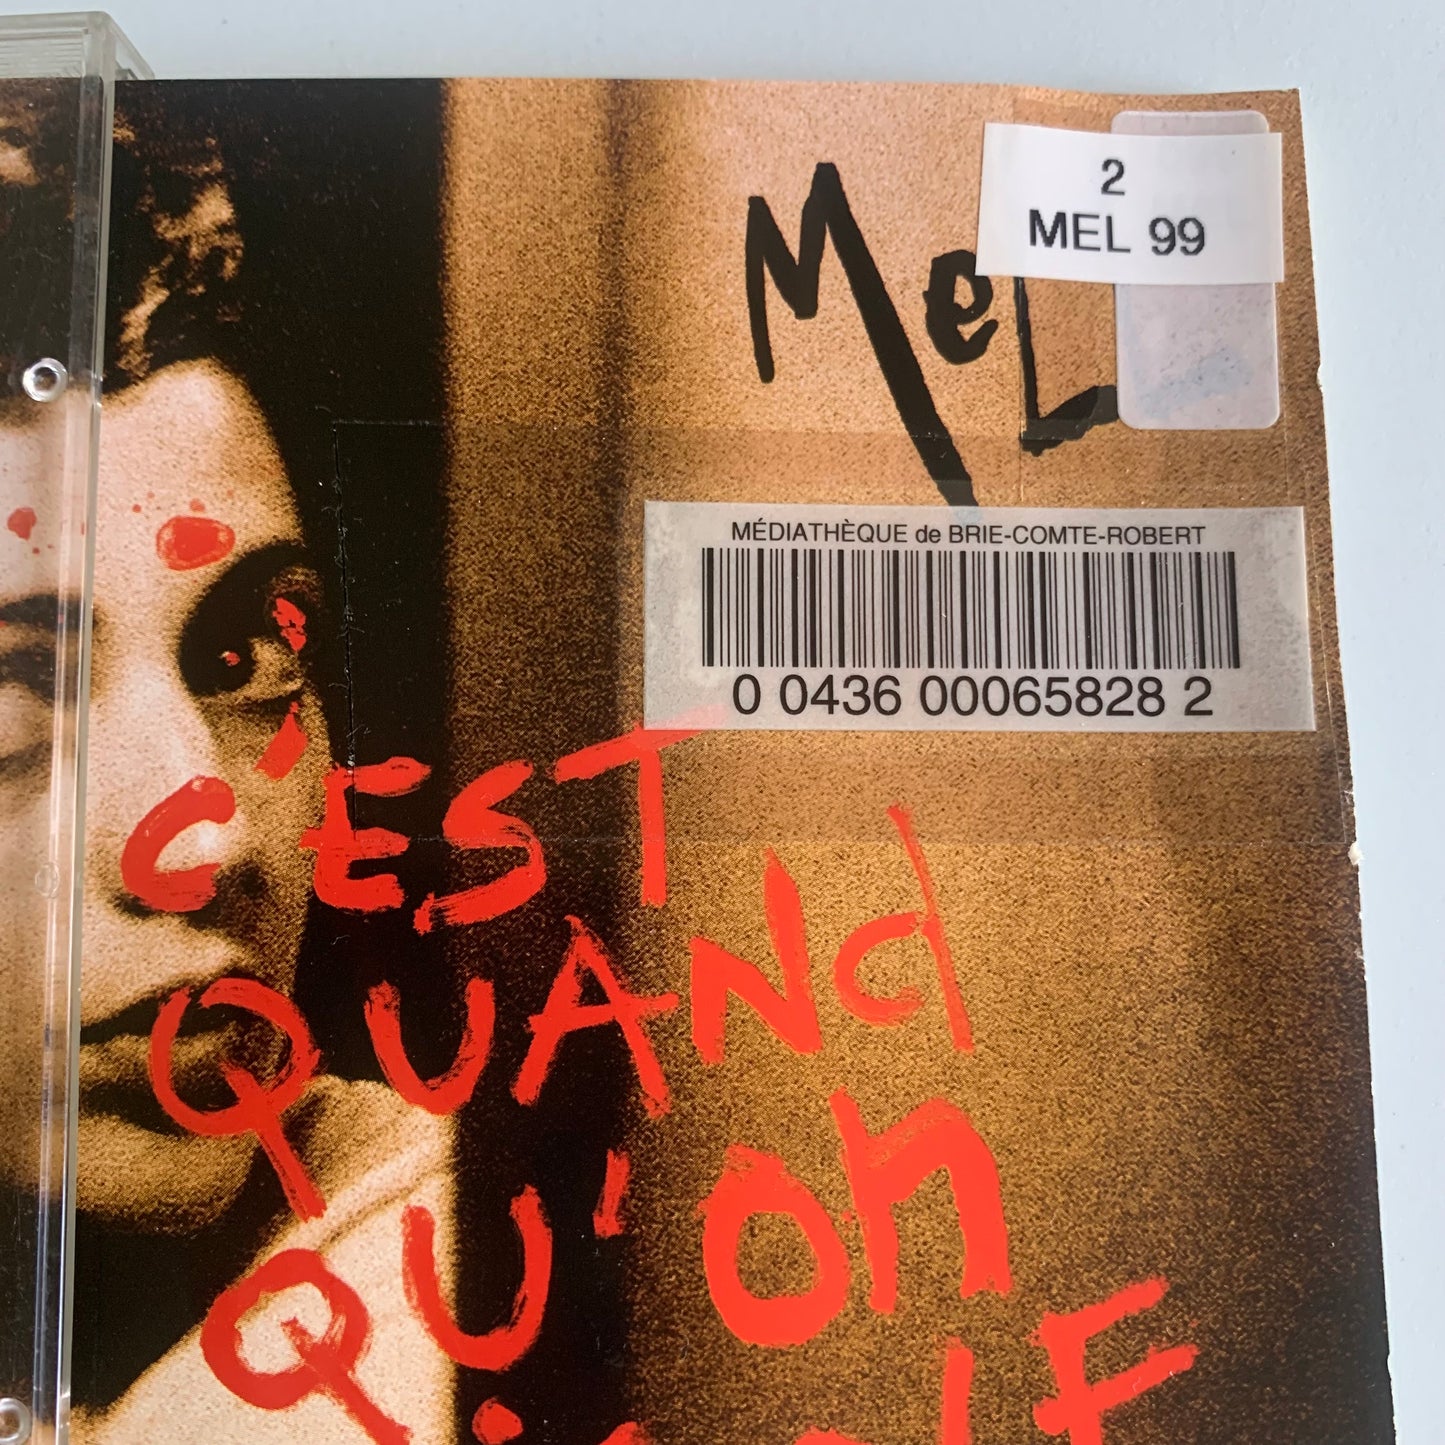 2
MEL 99
MeL
MÉDIATHÈQUE de BRIE-COMTE-ROBERT
0 0436 00065828 2
C'EST
QUANd
QU'On